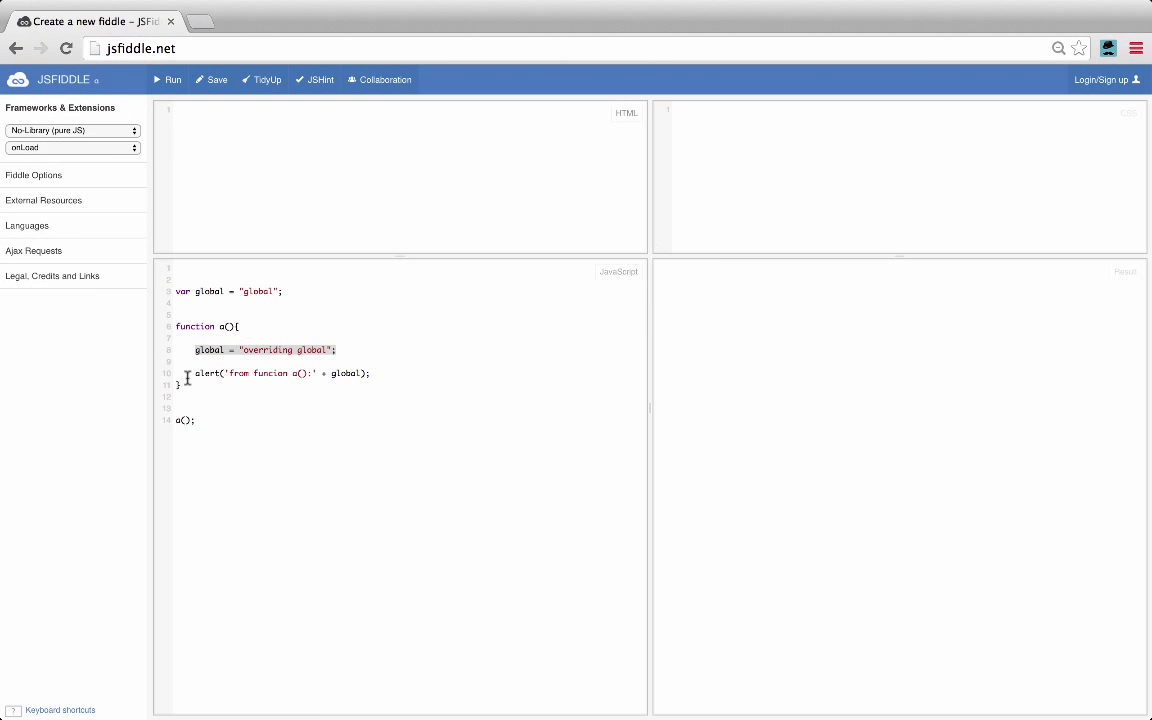 Create a new fiddle – JSFid
jsfiddle.net
JSFIDDLE α
Run Save TidyUp JSHint Collaboration Login/Sign up
Frameworks & Extensions
No-Library (pure JS)
onLoad
Fiddle Options
External Resources
Languages
Ajax Requests
Legal, Credits and Links
1
HTML
1
CSS
JavaScript
1
2
3 var global = "global";
4
5
6 function a(){
7
8 global = "overriding global";
9
10 alert('from funcian a():' + global);
11 }
12
13
14 a();
Result
? Keyboard shortcuts